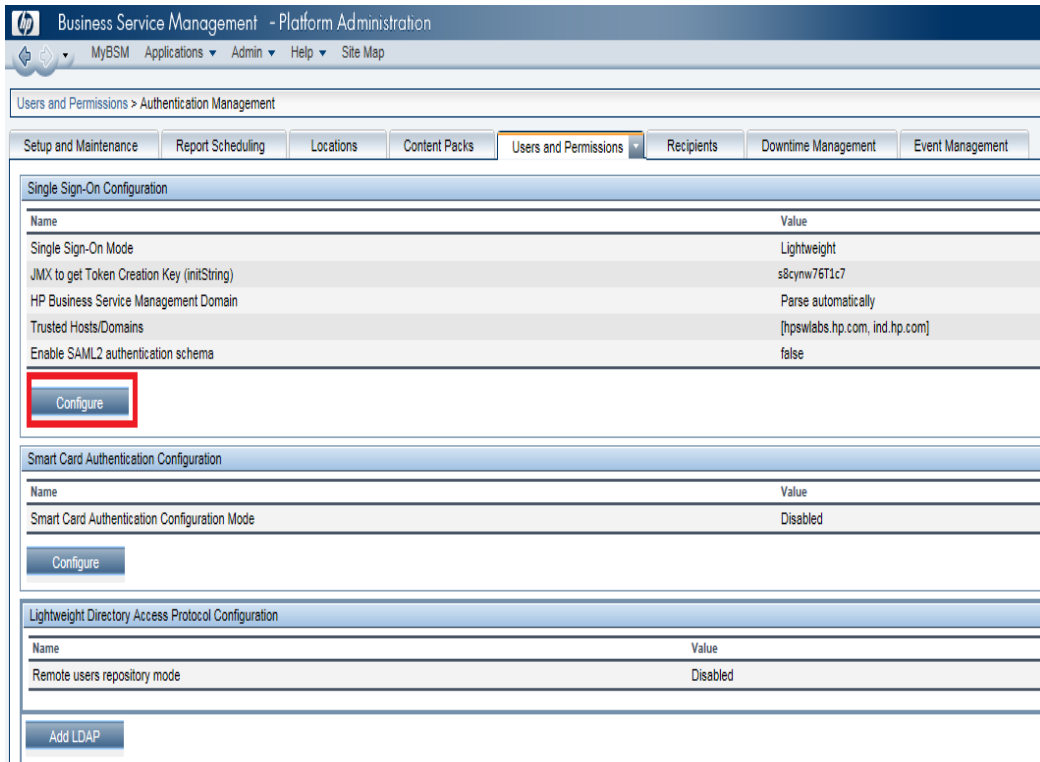 hp Business Service Management - Platform Administration
MyBSM Applications Admin Help Site Map
Users and Permissions > Authentication Management
Setup and Maintenance Report Scheduling Locations Content Packs Users and Permissions Recipients Downtime Management Event Management
Single Sign-On Configuration
Name Value
Single Sign-On Mode Lightweight
JMX to get Token Creation Key (initString) s8cynw76T1c7
HP Business Service Management Domain Parse automatically
Trusted Hosts/Domains [hpswlabs.hp.com, ind.hp.com]
Enable SAML2 authentication schema false
Configure
Smart Card Authentication Configuration
Name Value
Smart Card Authentication Configuration Mode Disabled
Configure
Lightweight Directory Access Protocol Configuration
Name Value
Remote users repository mode Disabled
Add LDAP